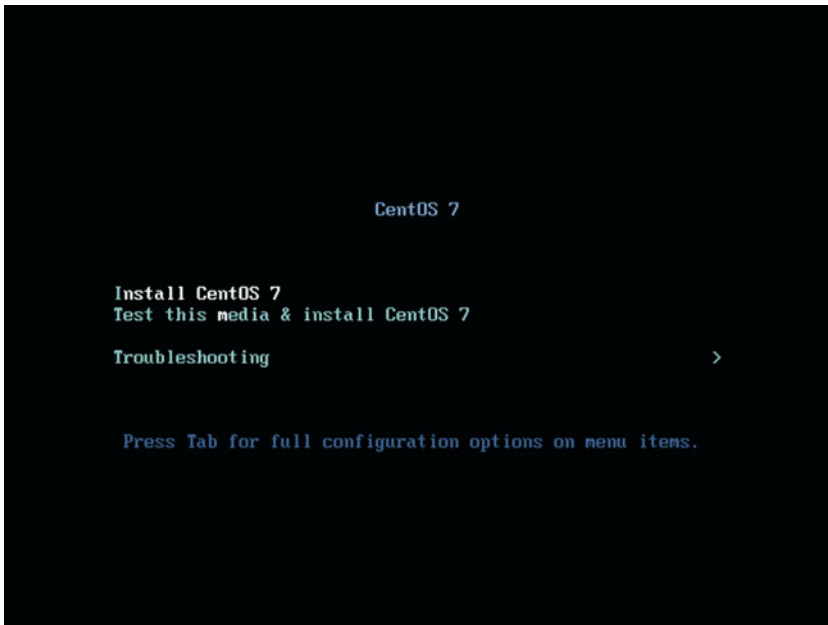 CentOS 7
Install CentOS 7
Test this media & install CentOS 7
Troubleshooting >
Press Tab for full configuration options on menu items.